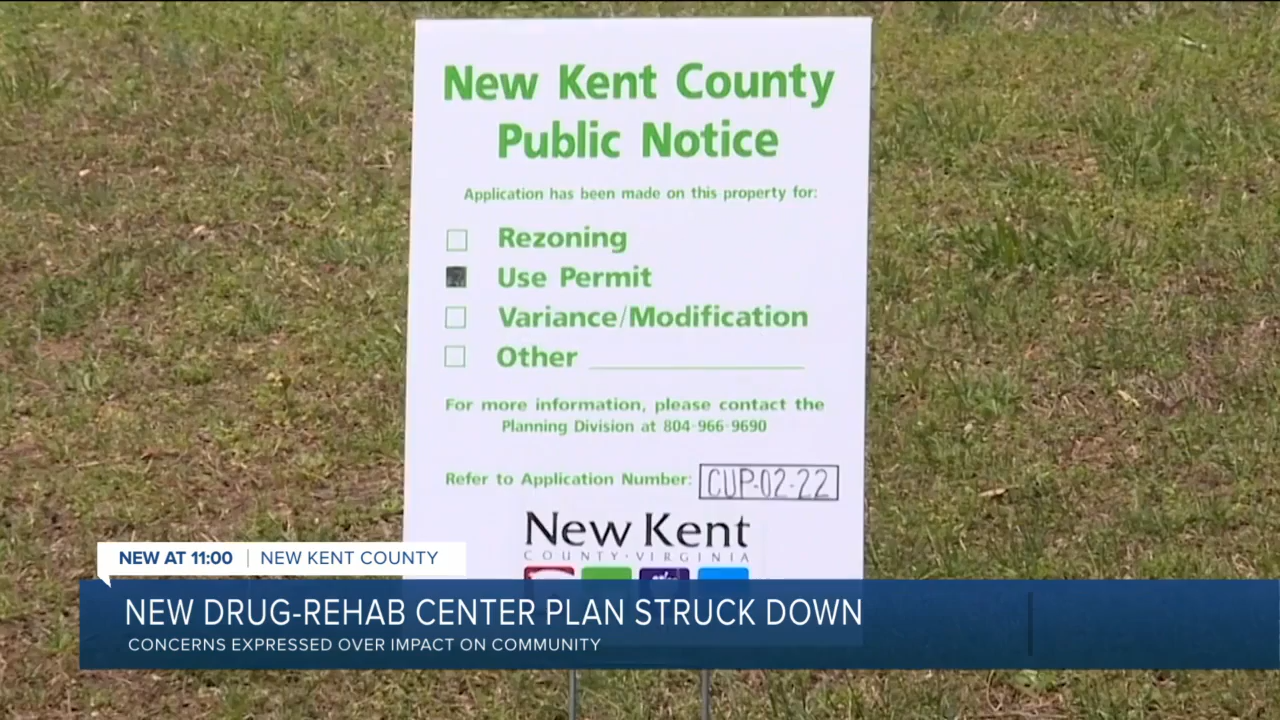 New Kent County
Public Notice
Application has been made on this property for:
Rezoning
Use Permit
Variance/Modification
Other
For more information, please contact the
Planning Division at 804-966-9690
Refer to Application Number: CUP-02-22
New Kent
COUNTY·VIRGINIA
NEW AT 11:00 | NEW KENT COUNTY
NEW DRUG-REHAB CENTER PLAN STRUCK DOWN
CONCERNS EXPRESSED OVER IMPACT ON COMMUNITY